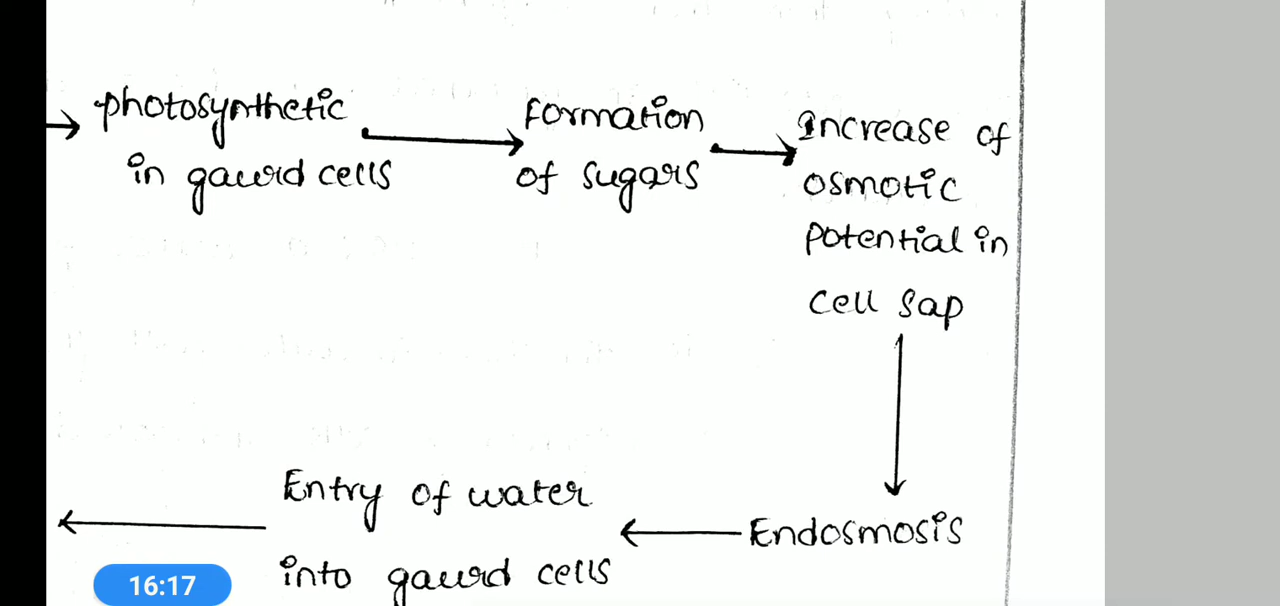 photosynthetic
in gaurd cells
Formation
of sugars
Increase of
osmotic
potential in
cell sap
Endosmosis
Entry of water
into gaurd cells
16:17